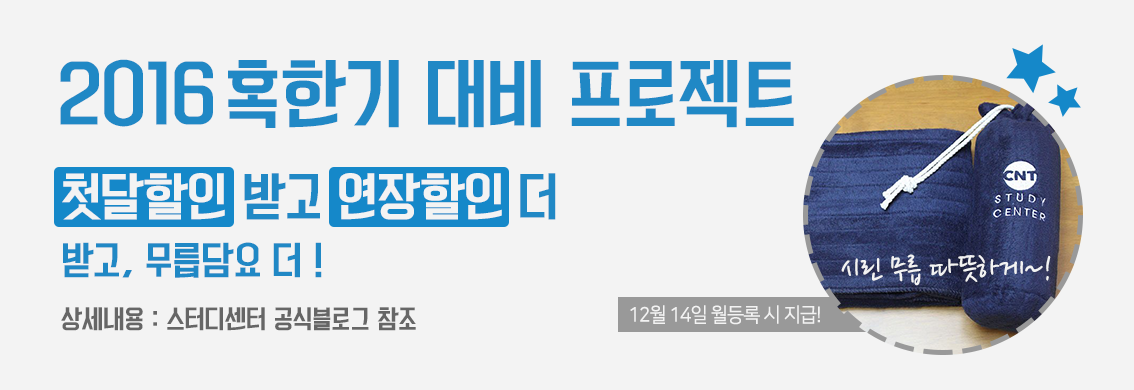 2016 혹한기 대비 프로젝트
첫달할인 받고 연장할인 더
받고, 무릅담요 더 !
상세내용 : 스터디센터 공식블로그 참조
CNT
STUDY
CENTER
시린 무릅 따뜻하게~!
12월 14일 월등록 시 지급!